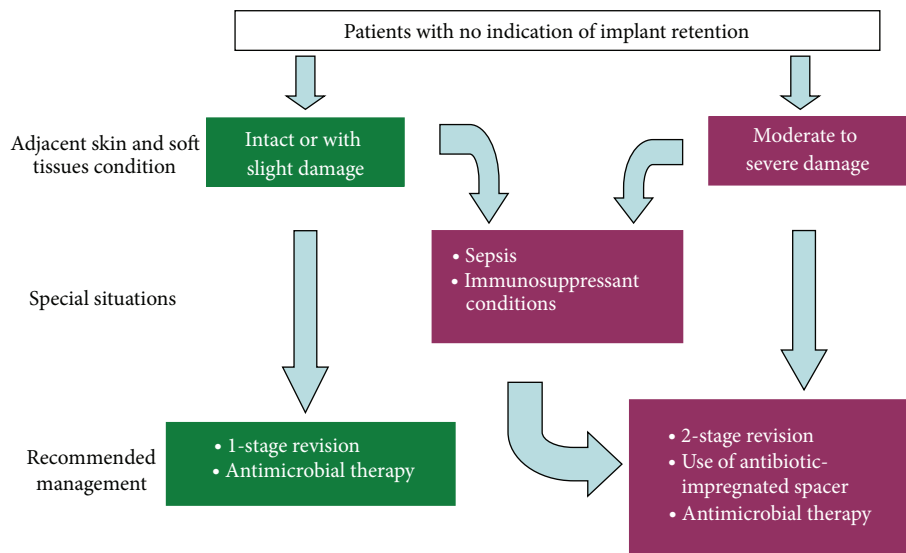 Patients with no indication of implant retention
Adjacent skin and soft
tissues condition
Intact or with
slight damage
Moderate to
severe damage
Special situations
• Sepsis
• Immunosuppressant
conditions
Recommended
management
• 1-stage revision
• Antimicrobial therapy
• 2-stage revision
• Use of antibiotic-
impregnated spacer
• Antimicrobial therapy